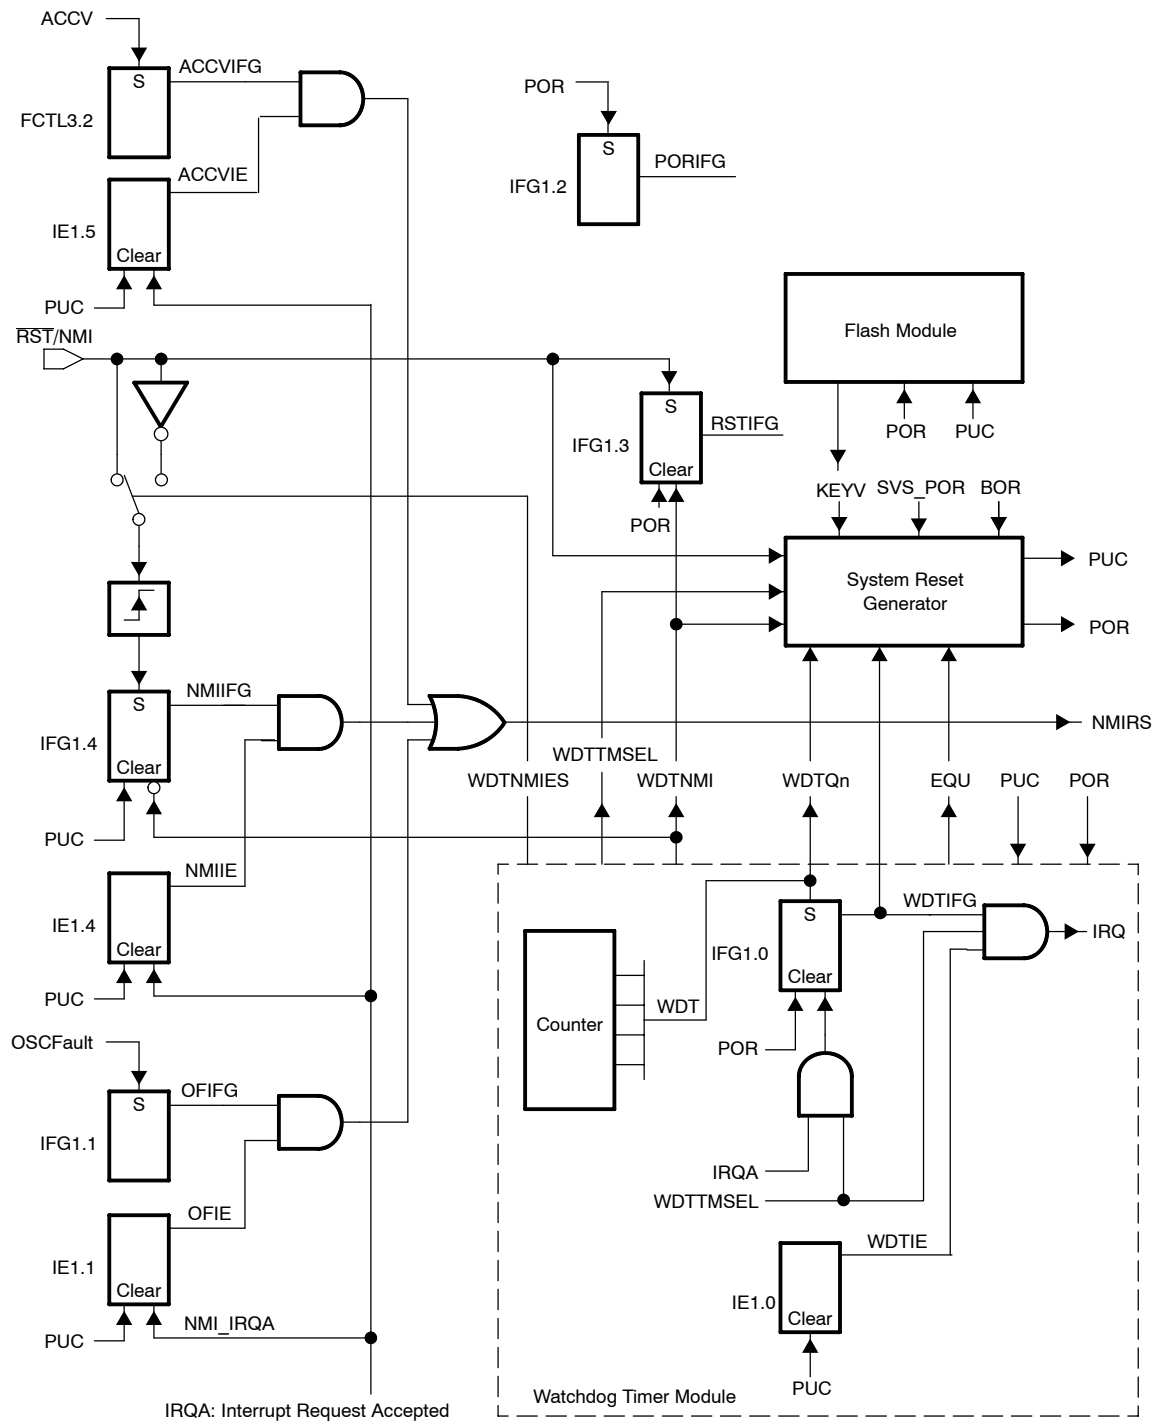 ACCV
S
ACCVIFG
FCTL3.2
ACCVIE
IE1.5
Clear
PUC
POR
S
PORIFG
IFG1.2
RST/NMI
Flash Module
POR
PUC
S
RSTIFG
IFG1.3
Clear
POR
KEYV
SVS_POR
BOR
System Reset
Generator
PUC
POR
S
NMIIFG
IFG1.4
Clear
PUC
NMIRS
WDTNMIES
WDTTMSEL
WDTNMI
WDTQn
EQU
PUC
POR
NMIIE
IE1.4
Clear
PUC
OSCFault
S
OFIFG
IFG1.1
OFIE
IE1.1
Clear
PUC
NMI_IRQA
IRQA: Interrupt Request Accepted
Counter
WDT
S
WDTIFG
IFG1.0
Clear
IRQ
POR
IRQA
WDTTMSEL
WDTIE
IE1.0
Clear
PUC
Watchdog Timer Module